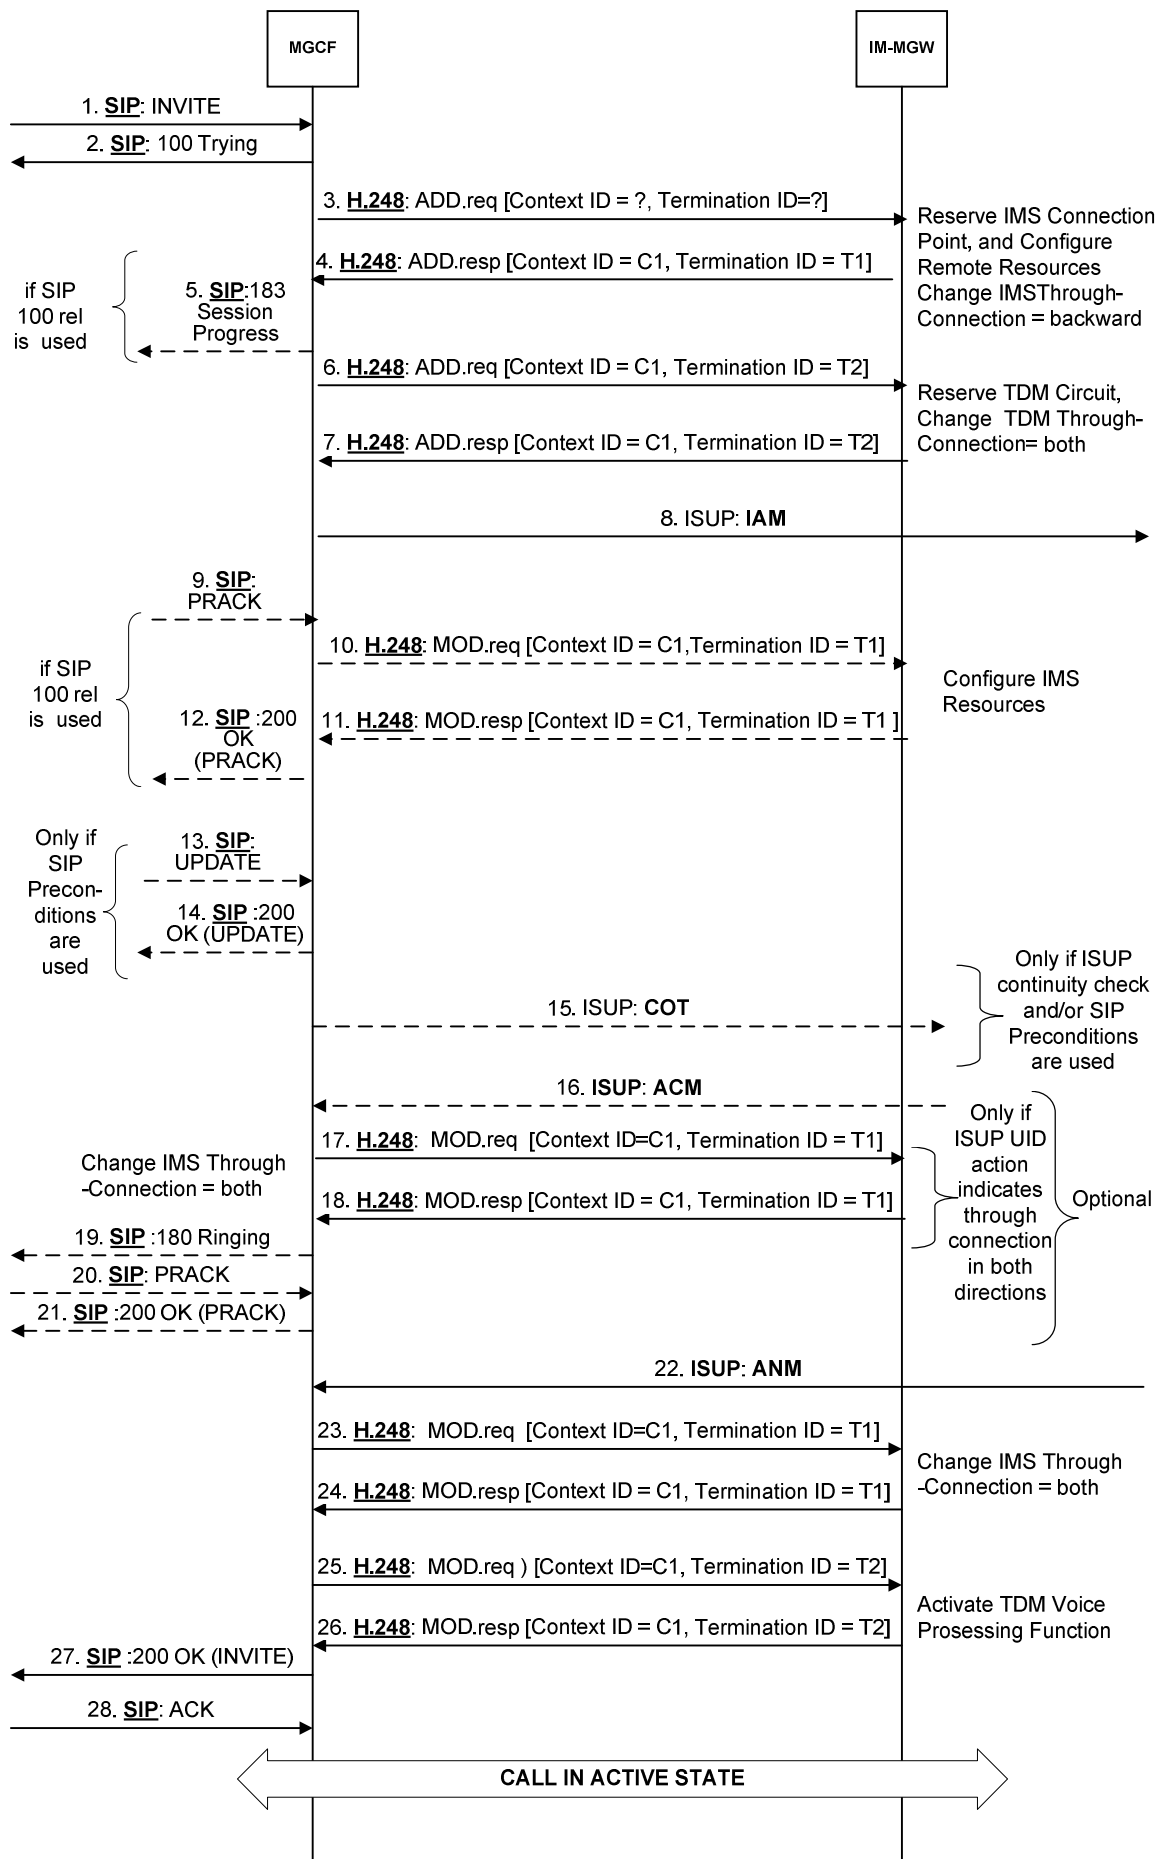 MGCF
IM-MGW
1. SIP: INVITE
2. SIP: 100 Trying
3. H.248: ADD.req [Context ID = ?, Termination ID=?]
Reserve IMS Connection
Point, and Configure
Remote Resources
Change IMSThrough-
Connection = backward
4. H.248: ADD.resp [Context ID = C1, Termination ID = T1]
if SIP
100 rel
is used
5. SIP:183
Session
Progress
6. H.248: ADD.req [Context ID = C1, Termination ID = T2]
Reserve TDM Circuit,
Change TDM Through-
Connection= both
7. H.248: ADD.resp [Context ID = C1, Termination ID = T2]
8. ISUP: IAM
9. SIP:
PRACK
10. H.248: MOD.req [Context ID = C1,Termination ID = T1]
if SIP
100 rel
is used
Configure IMS
Resources
11. H.248: MOD.resp [Context ID = C1, Termination ID = T1 ]
12. SIP :200
OK
(PRACK)
Only if
SIP
Precon-
ditions
are
used
13. SIP:
UPDATE
14. SIP :200
OK (UPDATE)
15. ISUP: COT
Only if ISUP
continuity check
and/or SIP
Preconditions
are used
16. ISUP: ACM
17. H.248: MOD.req [Context ID=C1, Termination ID = T1]
Change IMS Through
-Connection = both
18. H.248: MOD.resp [Context ID = C1, Termination ID = T1]
Only if
ISUP UID
action
indicates
through
connection
in both
directions
Optional
19. SIP :180 Ringing
20. SIP: PRACK
21. SIP :200 OK (PRACK)
22. ISUP: ANM
23. H.248: MOD.req [Context ID=C1, Termination ID = T1]
Change IMS Through
-Connection = both
24. H.248: MOD.resp [Context ID = C1, Termination ID = T1]
25. H.248: MOD.req ) [Context ID=C1, Termination ID = T2]
Activate TDM Voice
Prosessing Function
26. H.248: MOD.resp [Context ID = C1, Termination ID = T2]
27. SIP :200 OK (INVITE)
28. SIP: ACK
CALL IN ACTIVE STATE